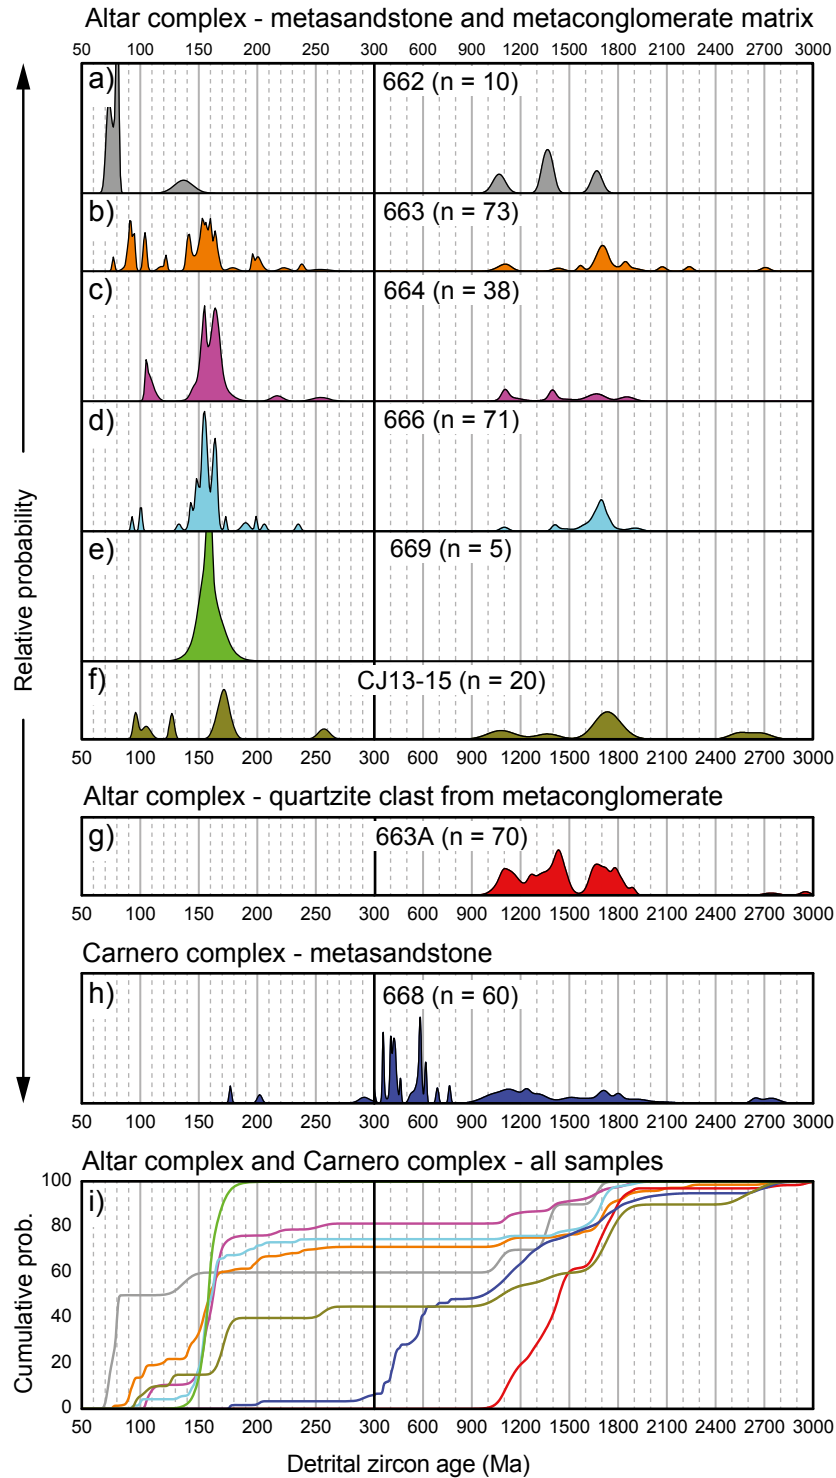 Altar complex - metasandstone and metaconglomerate matrix
50 100 150 200 250 300 600 900 1200 1500 1800 2100 2400 2700 3000
a) 662 (n = 10)
b) 663 (n = 73)
c) 664 (n = 38)
d) 666 (n = 71)
e) 669 (n = 5)
f) CJ13-15 (n = 20)
50 100 150 200 250 300 600 900 1200 1500 1800 2100 2400 2700 3000
Relative probability
Altar complex - quartzite clast from metaconglomerate
g) 663A (n = 70)
50 100 150 200 250 300 600 900 1200 1500 1800 2100 2400 2700 3000
Carnero complex - metasandstone
h) 668 (n = 60)
50 100 150 200 250 300 600 900 1200 1500 1800 2100 2400 2700 3000
Altar complex and Carnero complex - all samples
i)
100
80
60
40
20
0
Cumulative prob.
50 100 150 200 250 300 600 900 1200 1500 1800 2100 2400 2700 3000
Detrital zircon age (Ma)